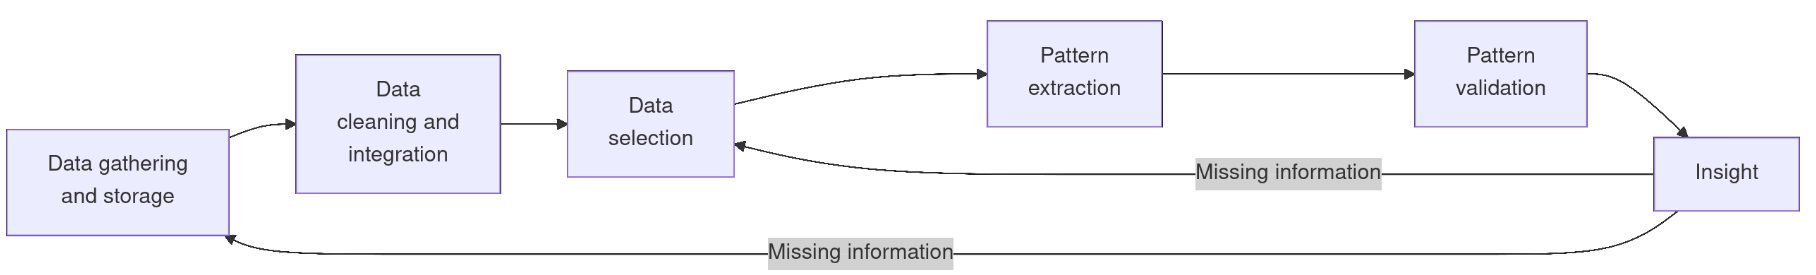 Data gathering
and storage
Data
cleaning and
integration
Data
selection
Pattern
extraction
Pattern
validation
Insight
Missing information
Missing information